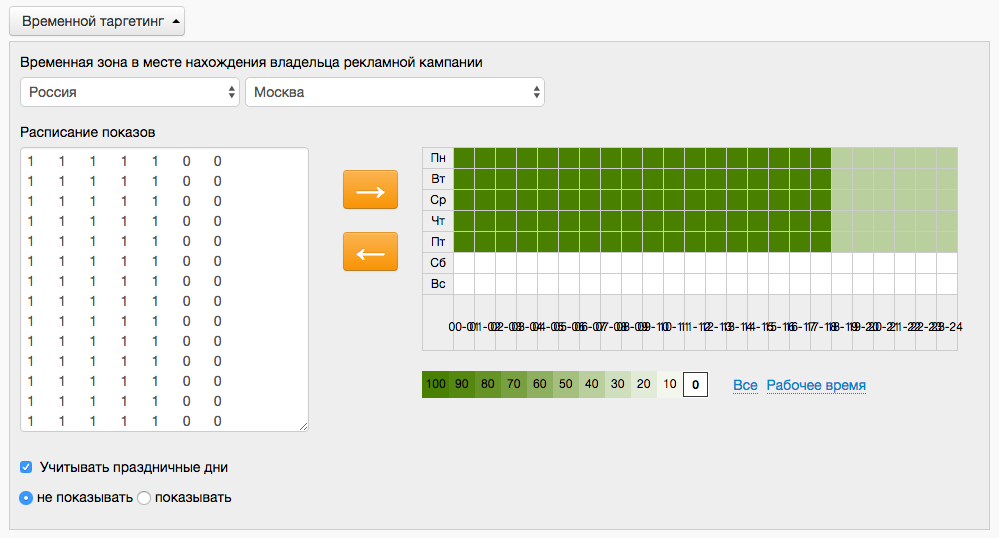 Временной таргетинг
Временная зона в месте нахождения владельца рекламной кампании
Россия Москва
Расписание показов
1 1 1 1 1 0 0
1 1 1 1 1 0 0
1 1 1 1 1 0 0
1 1 1 1 1 0 0
1 1 1 1 1 0 0
1 1 1 1 1 0 0
1 1 1 1 1 0 0
1 1 1 1 1 0 0
1 1 1 1 1 0 0
1 1 1 1 1 0 0
1 1 1 1 1 0 0
1 1 1 1 1 0 0
1 1 1 1 1 0 0
1 1 1 1 1 0 0
Пн
Вт
Ср
Чт
Пт
Сб
Вс
00-01 01-02 02-03 03-04 04-05 05-06 06-07 07-08 08-09 09-10 10-11 11-12 12-13 13-14 14-15 15-16 16-17 17-18 18-19 19-20 20-21 21-22 22-23 23-24
100 90 80 70 60 50 40 30 20 10 0 Все Рабочее время
Учитывать праздничные дни
не показывать показывать